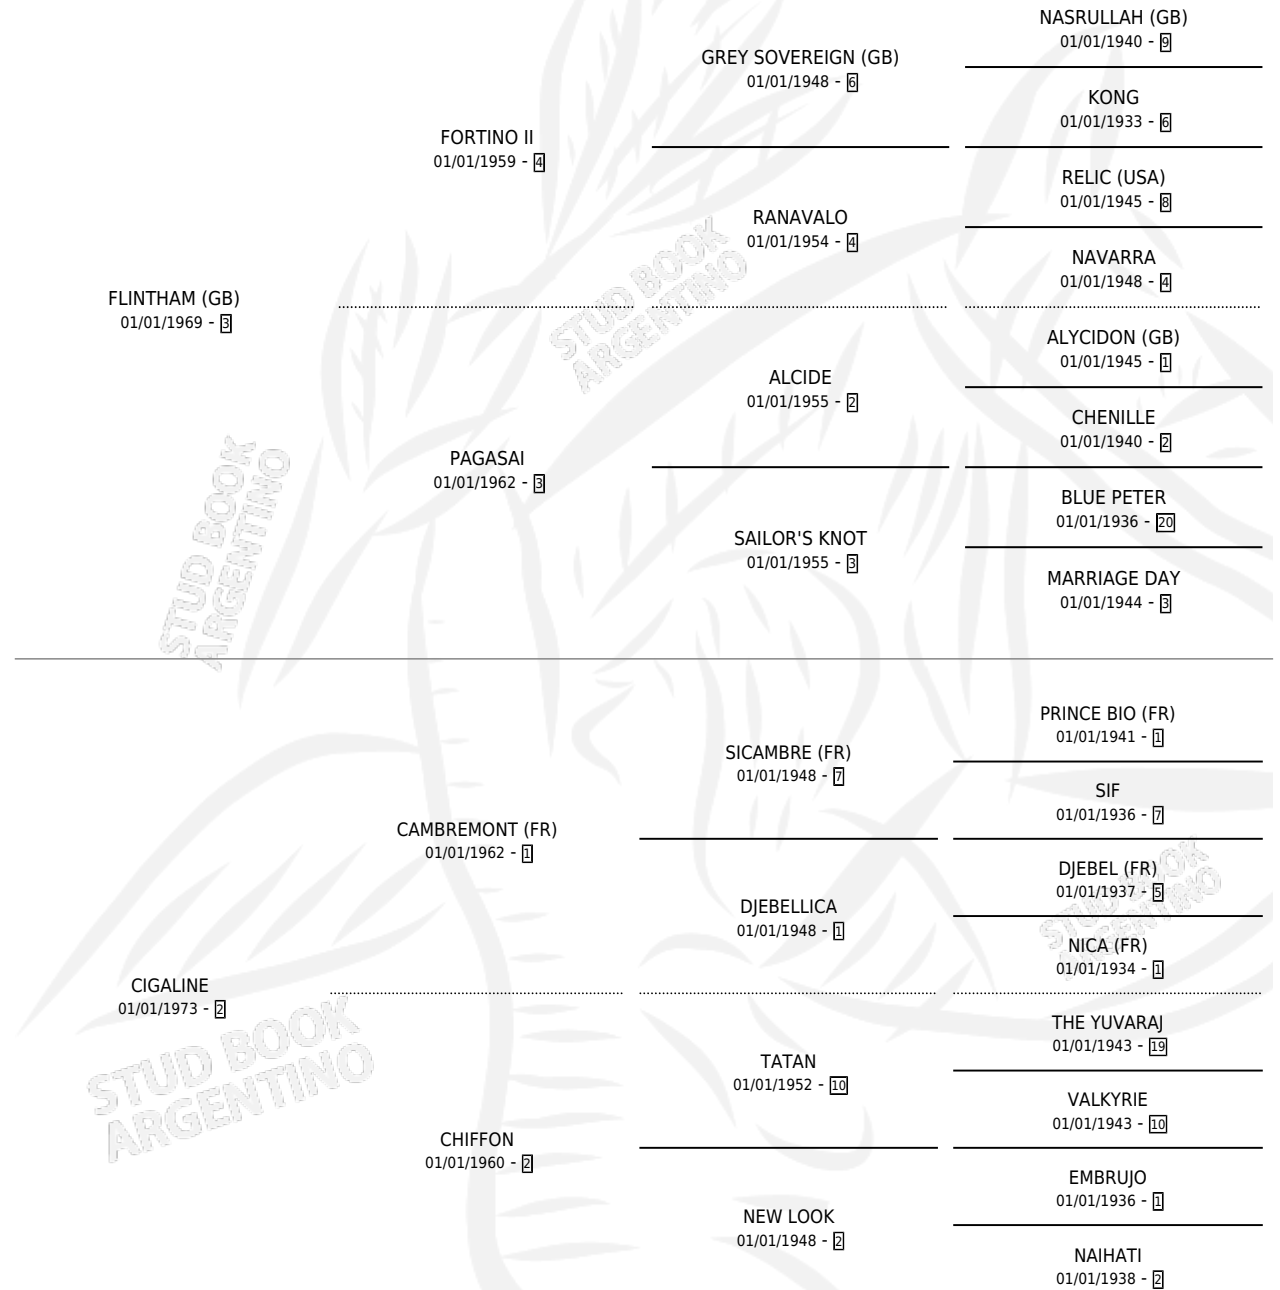 NASRULLAH (GB)
01/01/1940 - 9
GREY SOVEREIGN (GB)
01/01/1948 - 6
KONG
01/01/1933 - 6
FORTINO II
01/01/1959 - 4
RELIC (USA)
01/01/1945 - 8
RANAVALO
01/01/1954 - 4
NAVARRA
01/01/1948 - 4
FLINTHAM (GB)
01/01/1969 - 3
ALYCIDON (GB)
01/01/1945 - 1
ALCIDE
01/01/1955 - 2
CHENILLE
01/01/1940 - 2
PAGASAI
01/01/1962 - 3
BLUE PETER
01/01/1936 - 20
SAILOR'S KNOT
01/01/1955 - 3
MARRIAGE DAY
01/01/1944 - 3
STUD BOOK
ARGENTINO
STUD BOOK
ARGENTINO
PRINCE BIO (FR)
01/01/1941 - 1
SICAMBRE (FR)
01/01/1948 - 7
SIF
01/01/1936 - 7
CAMBREMONT (FR)
01/01/1962 - 1
DJEBEL (FR)
01/01/1937 - 5
DJEBELLICA
01/01/1948 - 1
NICA (FR)
01/01/1934 - 1
CIGALINE
01/01/1973 - 2
THE YUVARAJ
01/01/1943 - 19
TATAN
01/01/1952 - 10
VALKYRIE
01/01/1943 - 10
CHIFFON
01/01/1960 - 2
EMBRUJO
01/01/1936 - 1
NEW LOOK
01/01/1948 - 2
NAIHATI
01/01/1938 - 2
STUD BOOK
ARGENTINO
STUD BOOK
ARGENTINO